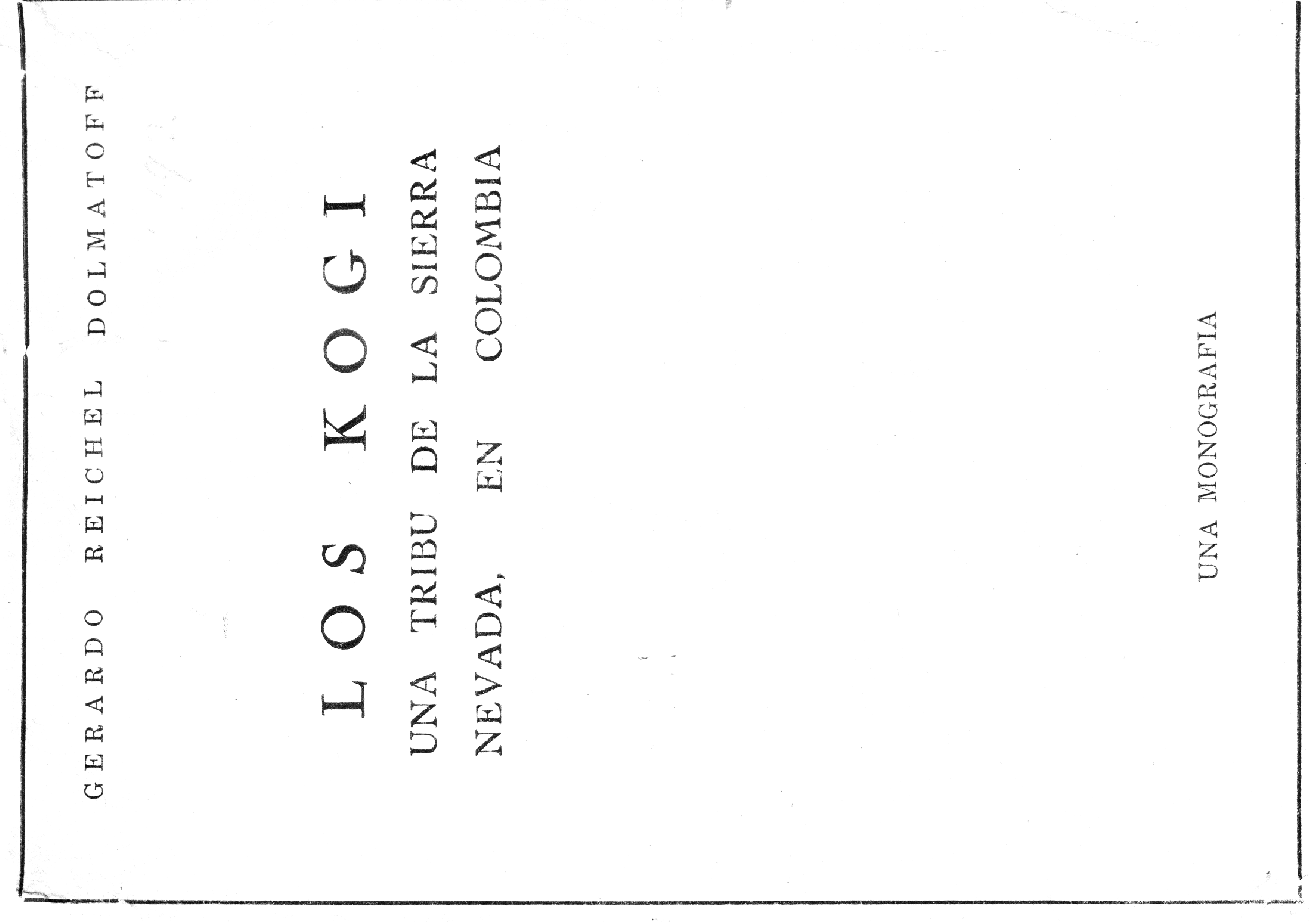 GERARDO REICHEL DOLMATOFF
LOS KOGI
UNA TRIBU DE LA SIERRA
NEVADA, EN COLOMBIA
UNA MONOGRAFIA